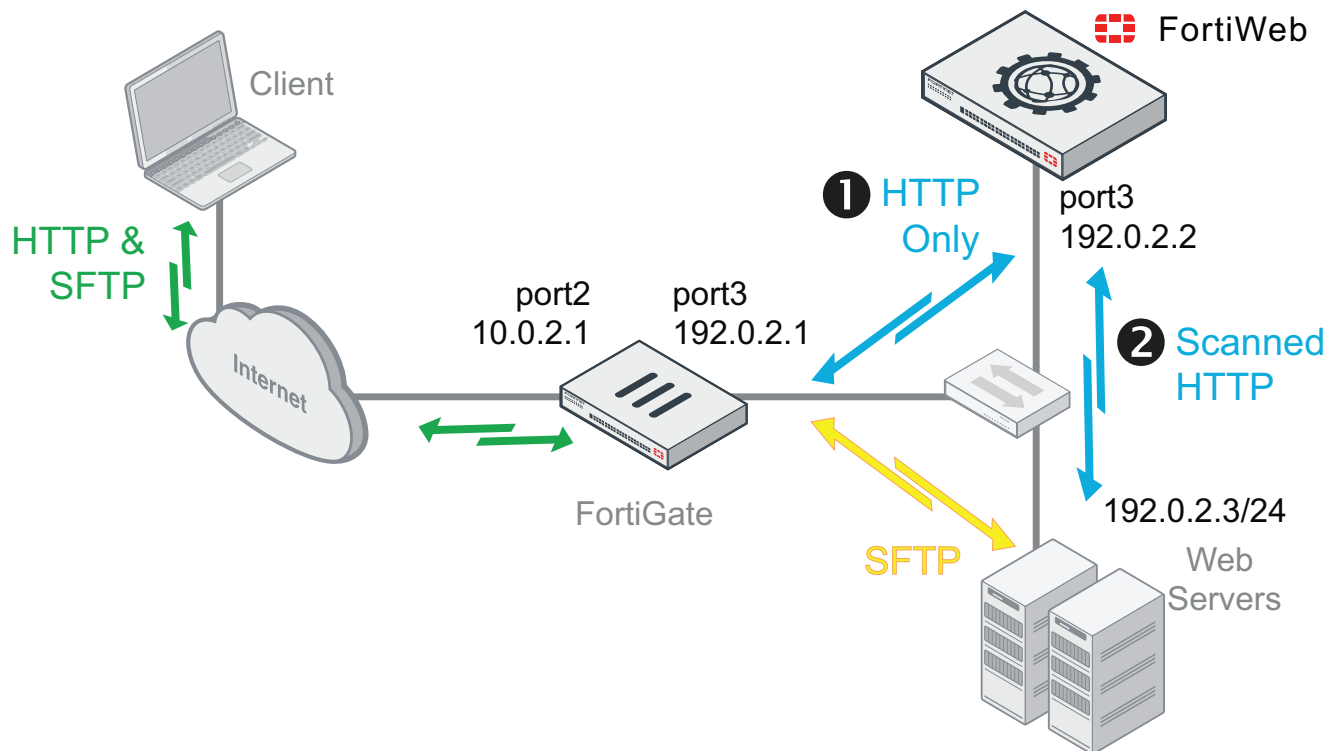 FortiWeb
Client
1 HTTP
Only
port3
192.0.2.2
HTTP &
SFTP
port2
10.0.2.1
port3
192.0.2.1
2 Scanned
HTTP
Internet
FortiGate
192.0.2.3/24
SFTP
Web
Servers